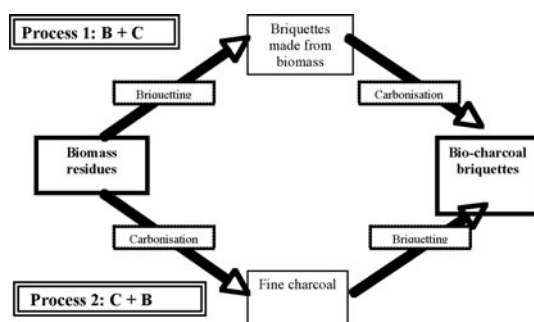 Process 1: B + C
Briquettes
made from
biomass
Briquetting
Carbonisation
Biomass
residues
Bio-charcoal
briquettes
Carbonisation
Briquetting
Process 2: C + B
Fine charcoal